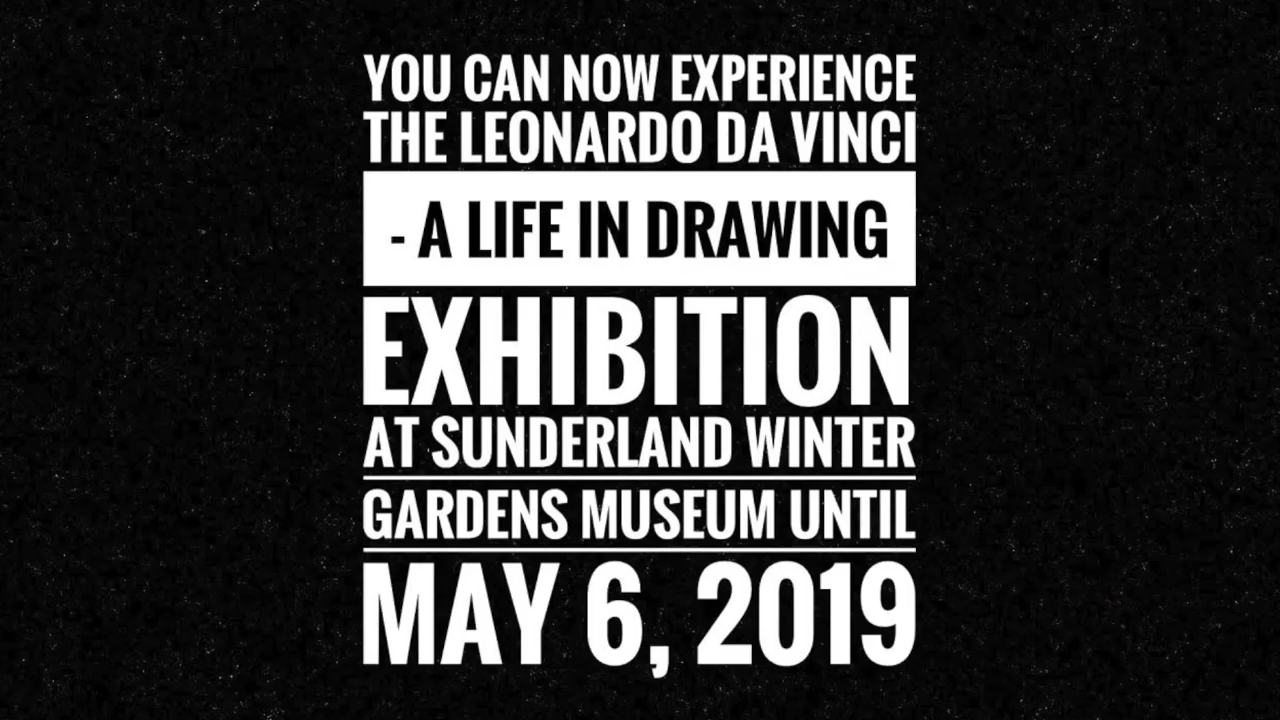 YOU CAN NOW EXPERIENCE
THE LEONARDO DA VINCI
- A LIFE IN DRAWING
EXHIBITION
AT SUNDERLAND WINTER
GARDENS MUSEUM UNTIL
MAY 6, 2019